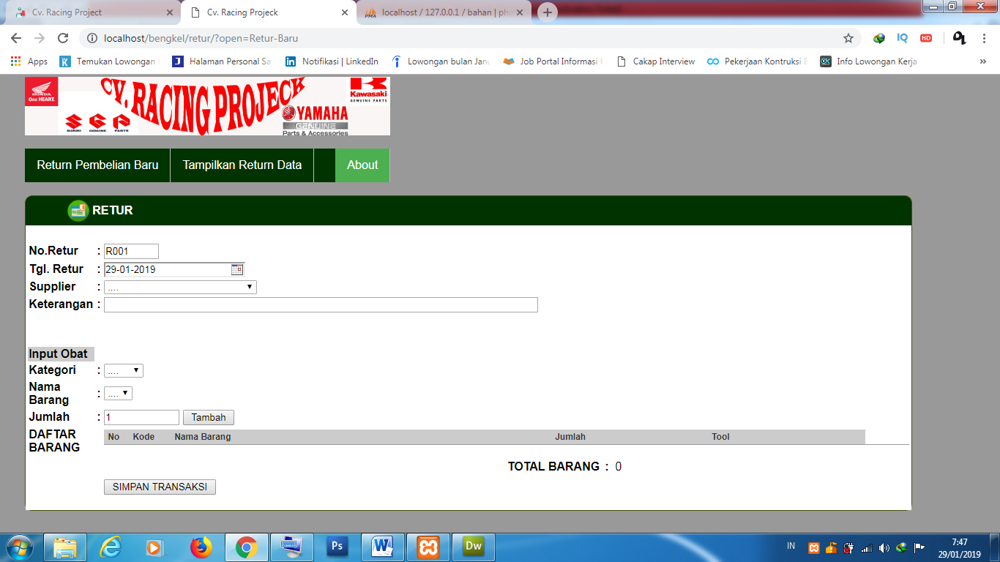 Cv. Racing Project
Cv. Racing Projeck
localhost / 127.0.0.1 / bahan | ph
localhost/bengkel/retur/?open=Retur-Baru
IQ
HD
Apps
Temukan Lowongan
Halaman Personal Sa
Notifikasi | LinkedIn
Lowongan bulan Janu
Job Portal Informasi
Cakap Interview
Pekerjaan Kontruksi
Info Lowongan Kerja
»
HONDA
One HEART.
CV. RACING PROJECK
Kawasaki
GENUINE PARTS
YAMAHA
GENUINE
Parts & Accessories
SUZUKI GENUINE PARTS
Return Pembelian Baru
Tampilkan Return Data
About
RETUR
No.Retur : R001
Tgl. Retur : 29-01-2019
Supplier : ....
Keterangan :
Input Obat
Kategori : ....
Nama Barang : ....
Jumlah : 1 Tambah
DAFTAR BARANG
No Kode Nama Barang Jumlah Tool
TOTAL BARANG : 0
SIMPAN TRANSAKSI
Ps
W
Dw
IN
7:47
29/01/2019